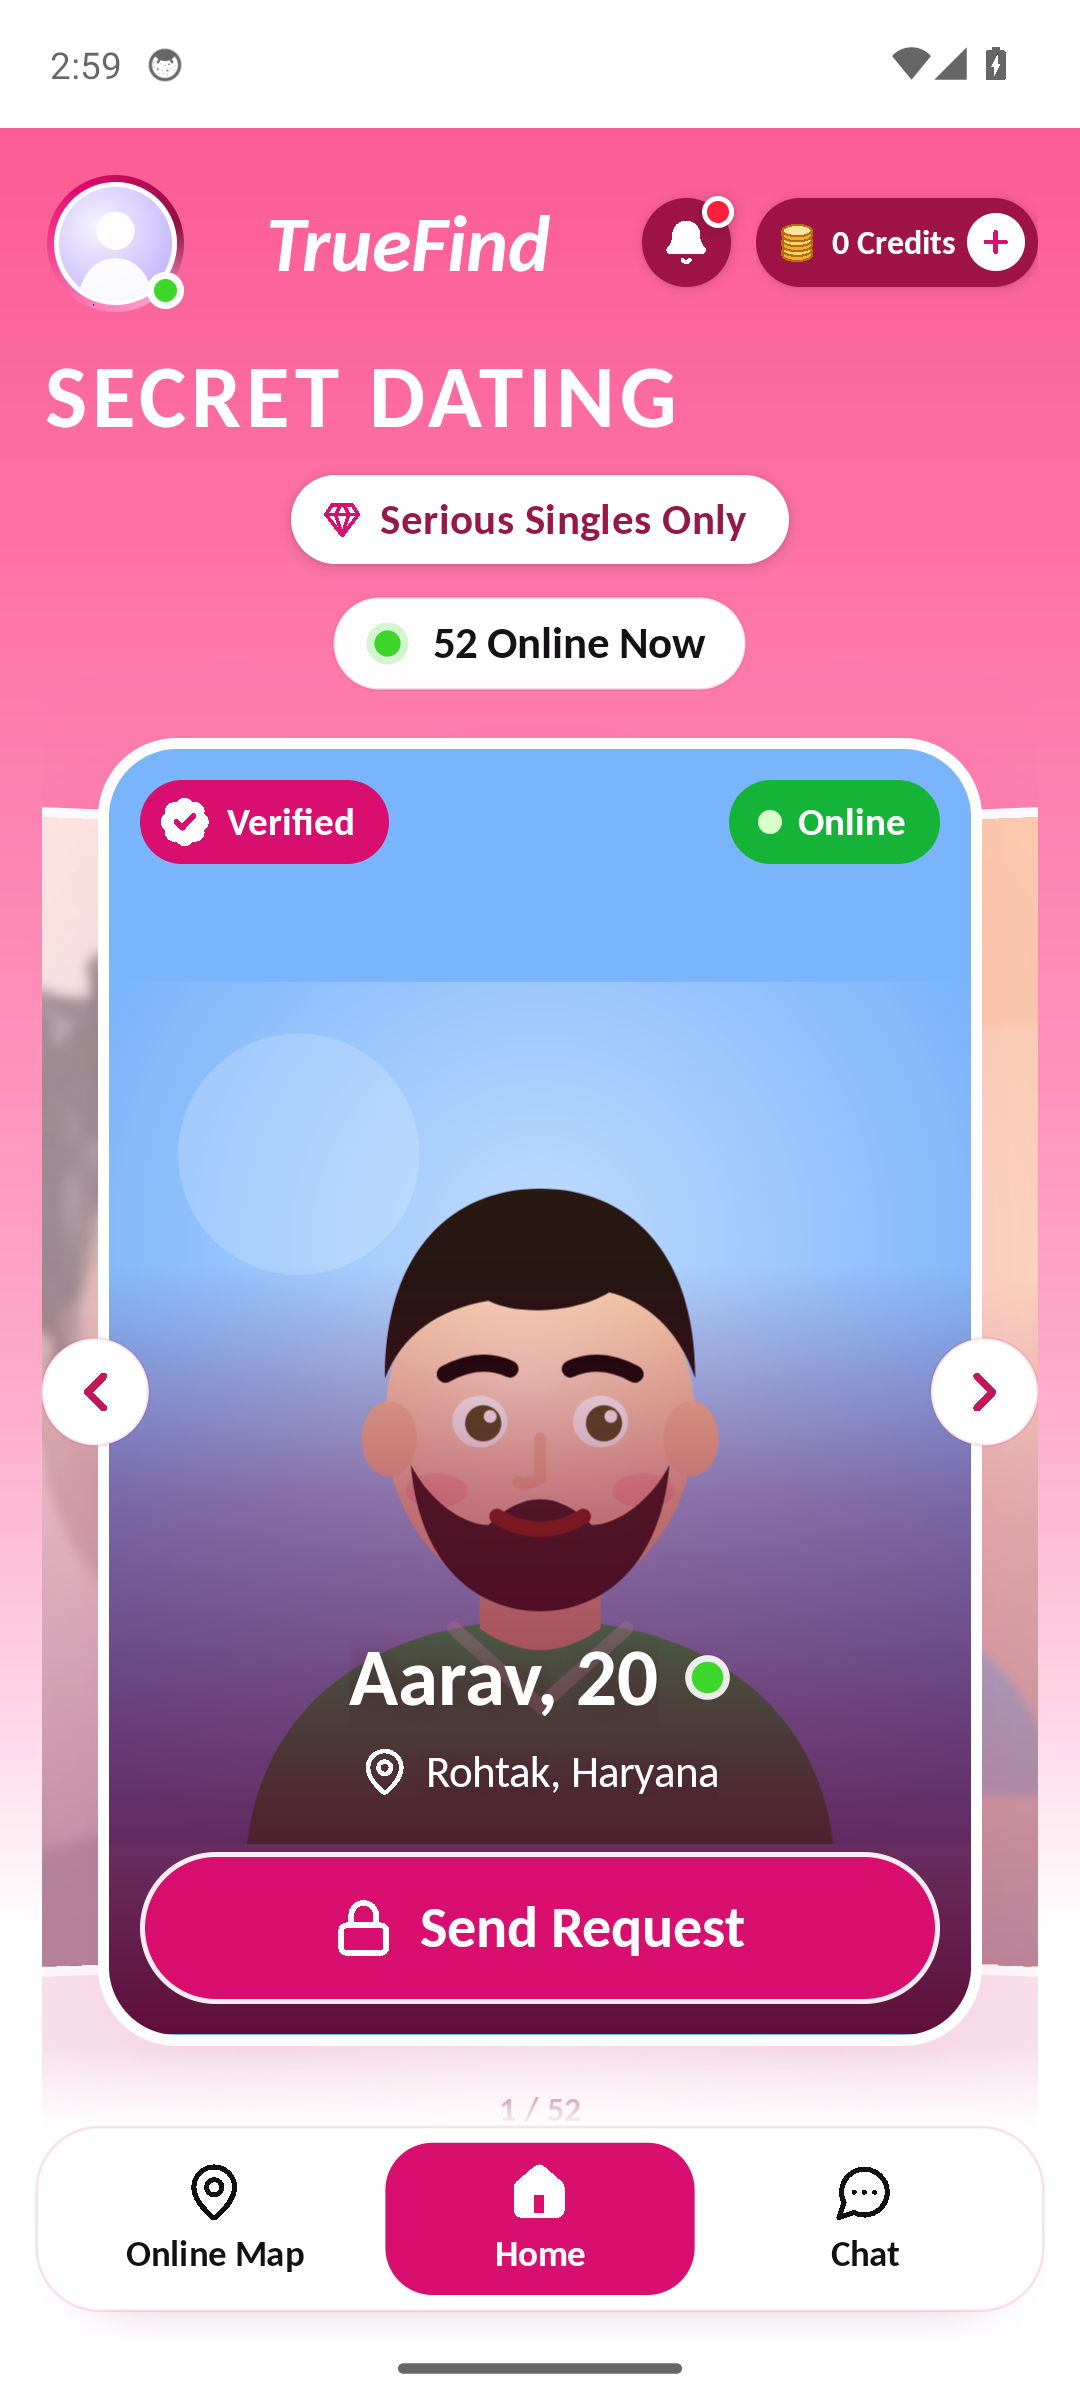 2:59
TrueFind
0 Credits
SECRET DATING
Serious Singles Only
52 Online Now
Verified
Online
Aarav, 20
Rohtak, Haryana
Send Request
1 / 52
Online Map
Home
Chat